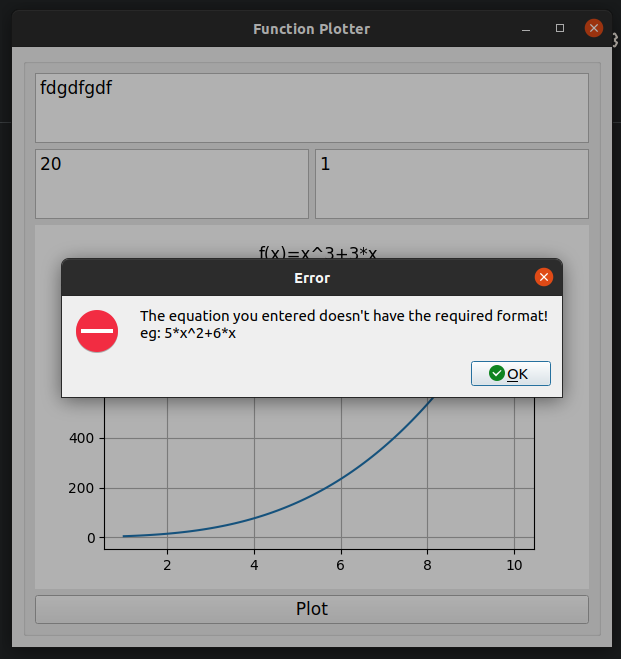 Function Plotter
fdgdfgdf
20
1
f(x)=x^3+3*x
Error
The equation you entered doesn't have the required format!
eg: 5*x^2+6*x
OK
400
200
0
2 4 6 8 10
Plot